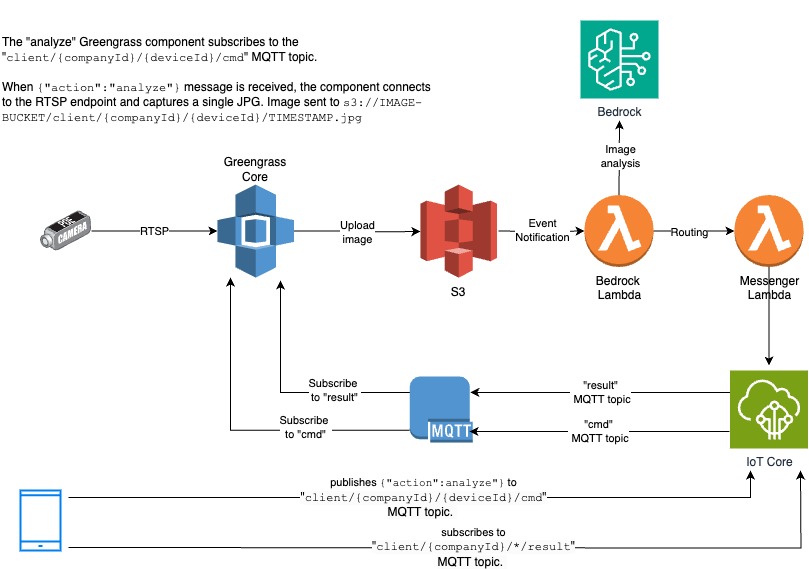 The "analyze" Greengrass component subscribes to the
"client/{companyId}/{deviceId}/cmd" MQTT topic.
When {"action":"analyze"} message is received, the component connects
to the RTSP endpoint and captures a single JPG. Image sent to s3://IMAGE-
BUCKET/client/{companyId}/{deviceId}/TIMESTAMP.jpg
Bedrock
Image
analysis
Greengrass
Core
CAMERA
RTSP
Upload
image
S3
Event
Notification
Bedrock
Lambda
Routing
Messenger
Lambda
Subscribe
to "result"
Subscribe
to "cmd"
MQTT
"result"
MQTT topic
"cmd"
MQTT topic
IoT Core
publishes {"action":analyze"} to
"client/{companyId}/{deviceId}/cmd"
MQTT topic.
subscribes to
"client/{companyId}/*/result"
MQTT topic.